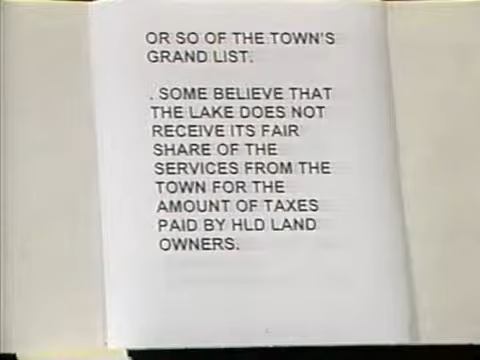 OR SO OF THE TOWN'S
GRAND LIST.
. SOME BELIEVE THAT
THE LAKE DOES NOT
RECEIVE ITS FAIR
SHARE OF THE
SERVICES FROM THE
TOWN FOR THE
AMOUNT OF TAXES
PAID BY HLD LAND
OWNERS.